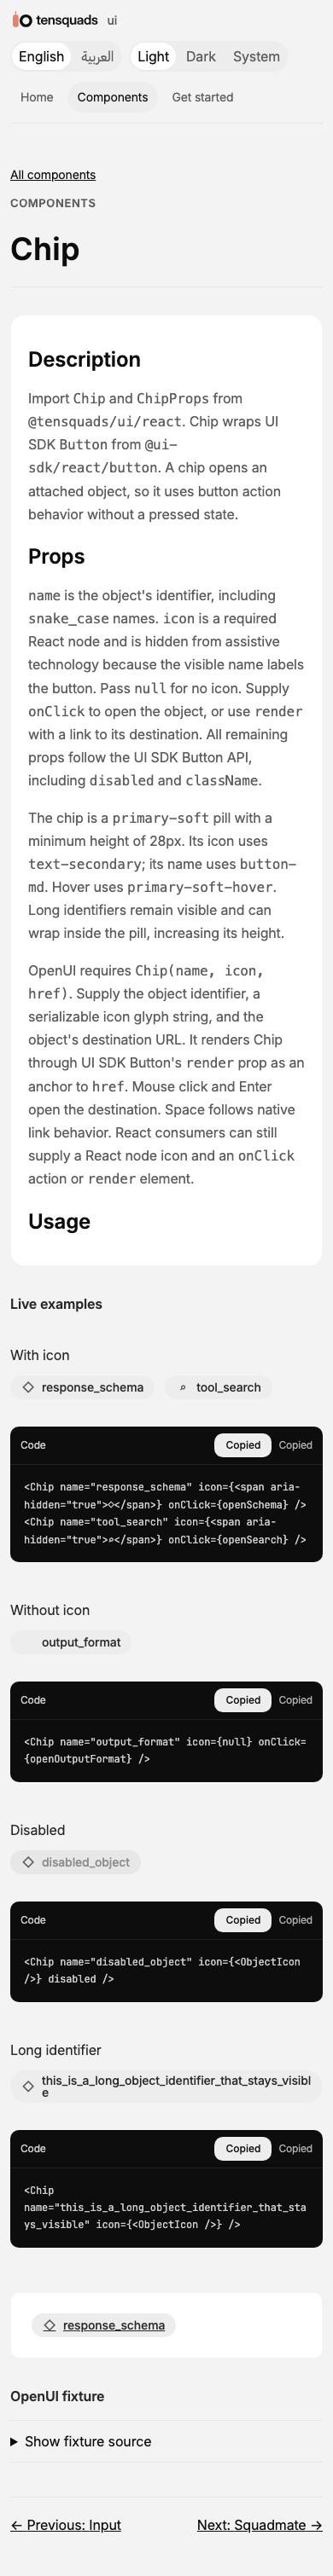 tensquads ui
English العربية Light Dark System
Home Components Get started
All components
COMPONENTS
Chip
Description
Import Chip and ChipProps from
@tensquads/ui/react. Chip wraps UI
SDK Button from @ui-
sdk/react/button. A chip opens an
attached object, so it uses button action
behavior without a pressed state.
Props
name is the object's identifier, including
snake_case names. icon is a required
React node and is hidden from assistive
technology because the visible name labels
the button. Pass null for no icon. Supply
onClick to open the object, or use render
with a link to its destination. All remaining
props follow the UI SDK Button API,
including disabled and className.
The chip is a primary-soft pill with a
minimum height of 28px. Its icon uses
text-secondary; its name uses button-
md. Hover uses primary-soft-hover.
Long identifiers remain visible and can
wrap inside the pill, increasing its height.
OpenUI requires Chip(name, icon,
href). Supply the object identifier, a
serializable icon glyph string, and the
object's destination URL. It renders Chip
through UI SDK Button's render prop as an
anchor to href. Mouse click and Enter
open the destination. Space follows native
link behavior. React consumers can still
supply a React node icon and an onClick
action or render element.
Usage
Live examples
With icon
◇ response_schema ⌕ tool_search
Code Copied Copied
<Chip name="response_schema" icon={<span aria-
hidden="true">◇</span>} onClick={openSchema} />
<Chip name="tool_search" icon={<span aria-
hidden="true">⌕</span>} onClick={openSearch} />
Without icon
output_format
Code Copied Copied
<Chip name="output_format" icon={null} onClick=
{openOutputFormat} />
Disabled
◇ disabled_object
Code Copied Copied
<Chip name="disabled_object" icon={<ObjectIcon
/>} disabled />
Long identifier
◇ this_is_a_long_object_identifier_that_stays_visibl
e
Code Copied Copied
<Chip
name="this_is_a_long_object_identifier_that_sta
ys_visible" icon={<ObjectIcon />} />
◇ response_schema
OpenUI fixture
▶ Show fixture source
← Previous: Input Next: Squadmate →